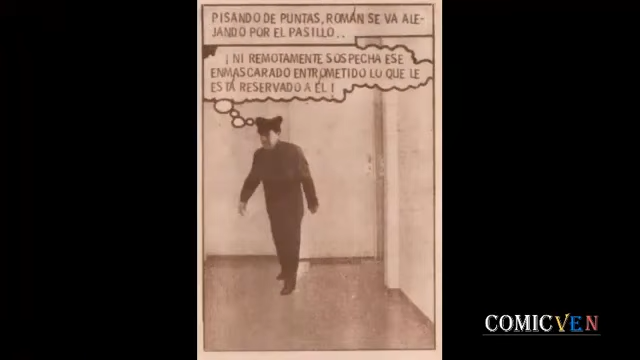 PISANDO DE PUNTAS, ROMÁN SE VA ALE-
JANDO POR EL PASILLO..
¡NI REMOTAMENTE SOSPECHA ESE
ENMASCARADO ENTROMETIDO LO QUE LE
ESTÁ RESERVADO A ÉL!
COMICVEN